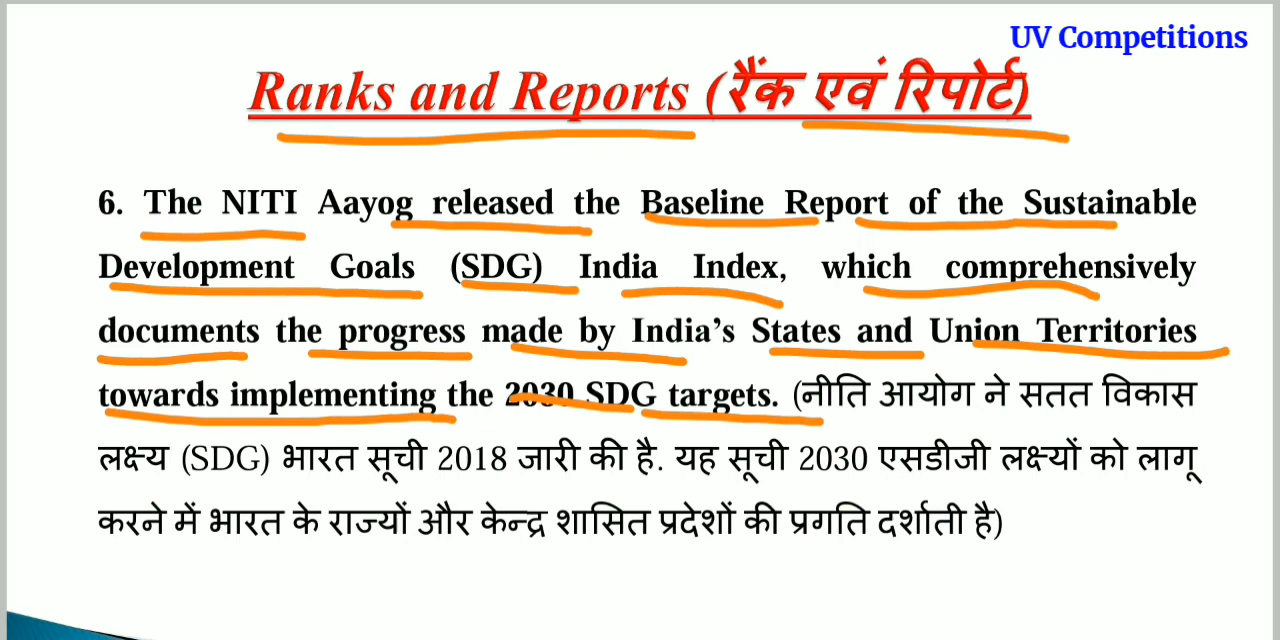 UV Competitions
Ranks and Reports (रैंक एवं रिपोर्ट)
6. The NITI Aayog released the Baseline Report of the Sustainable
Development Goals (SDG) India Index, which comprehensively
documents the progress made by India's States and Union Territories
towards implementing the 2030 SDG targets. (नीति आयोग ने सतत विकास
लक्ष्य (SDG) भारत सूची 2018 जारी की है. यह सूची 2030 एसडीजी लक्ष्यों को लागू
करने में भारत के राज्यों और केन्द्र शासित प्रदेशों की प्रगति दर्शाती है)